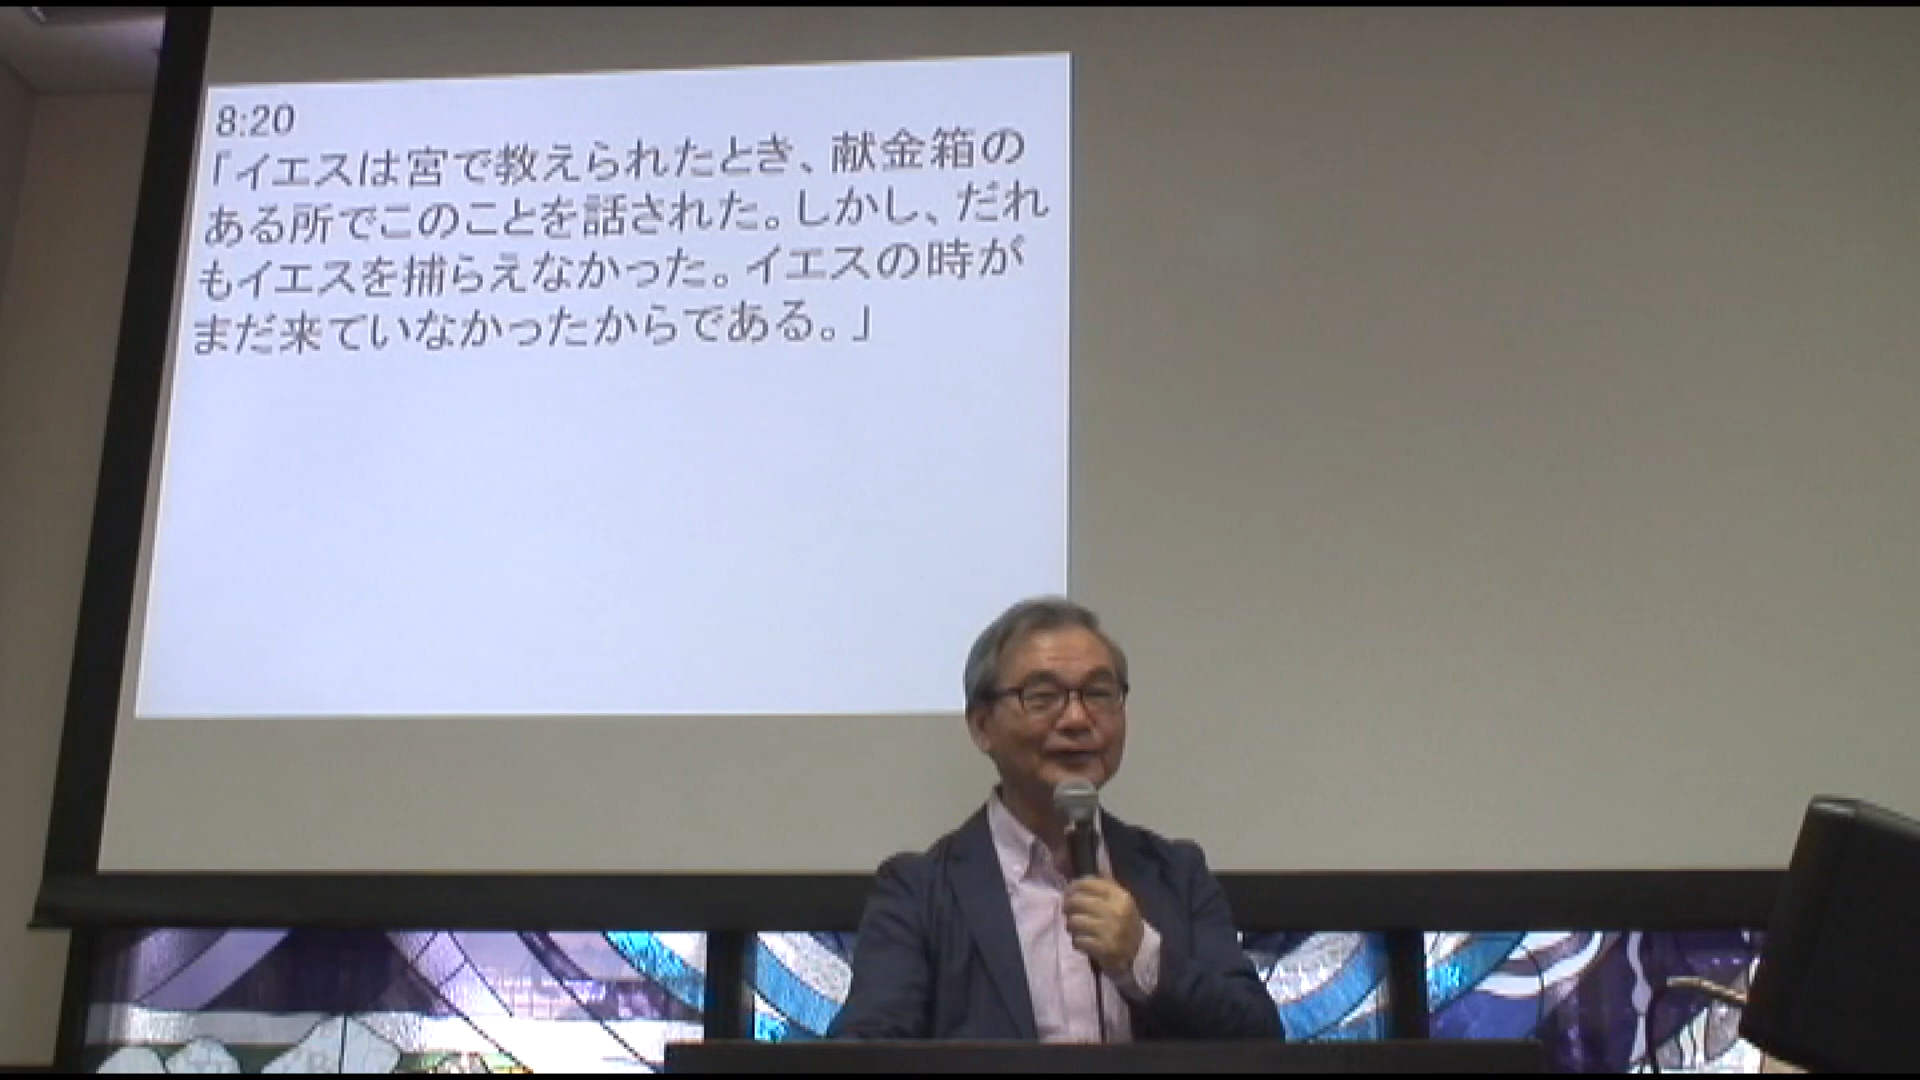 8:20
「イエスは宮で教えられたとき、献金箱の
ある所でこのことを話された。しかし、だれ
もイエスを捕らえなかった。イエスの時が
まだ来ていなかったからである。」